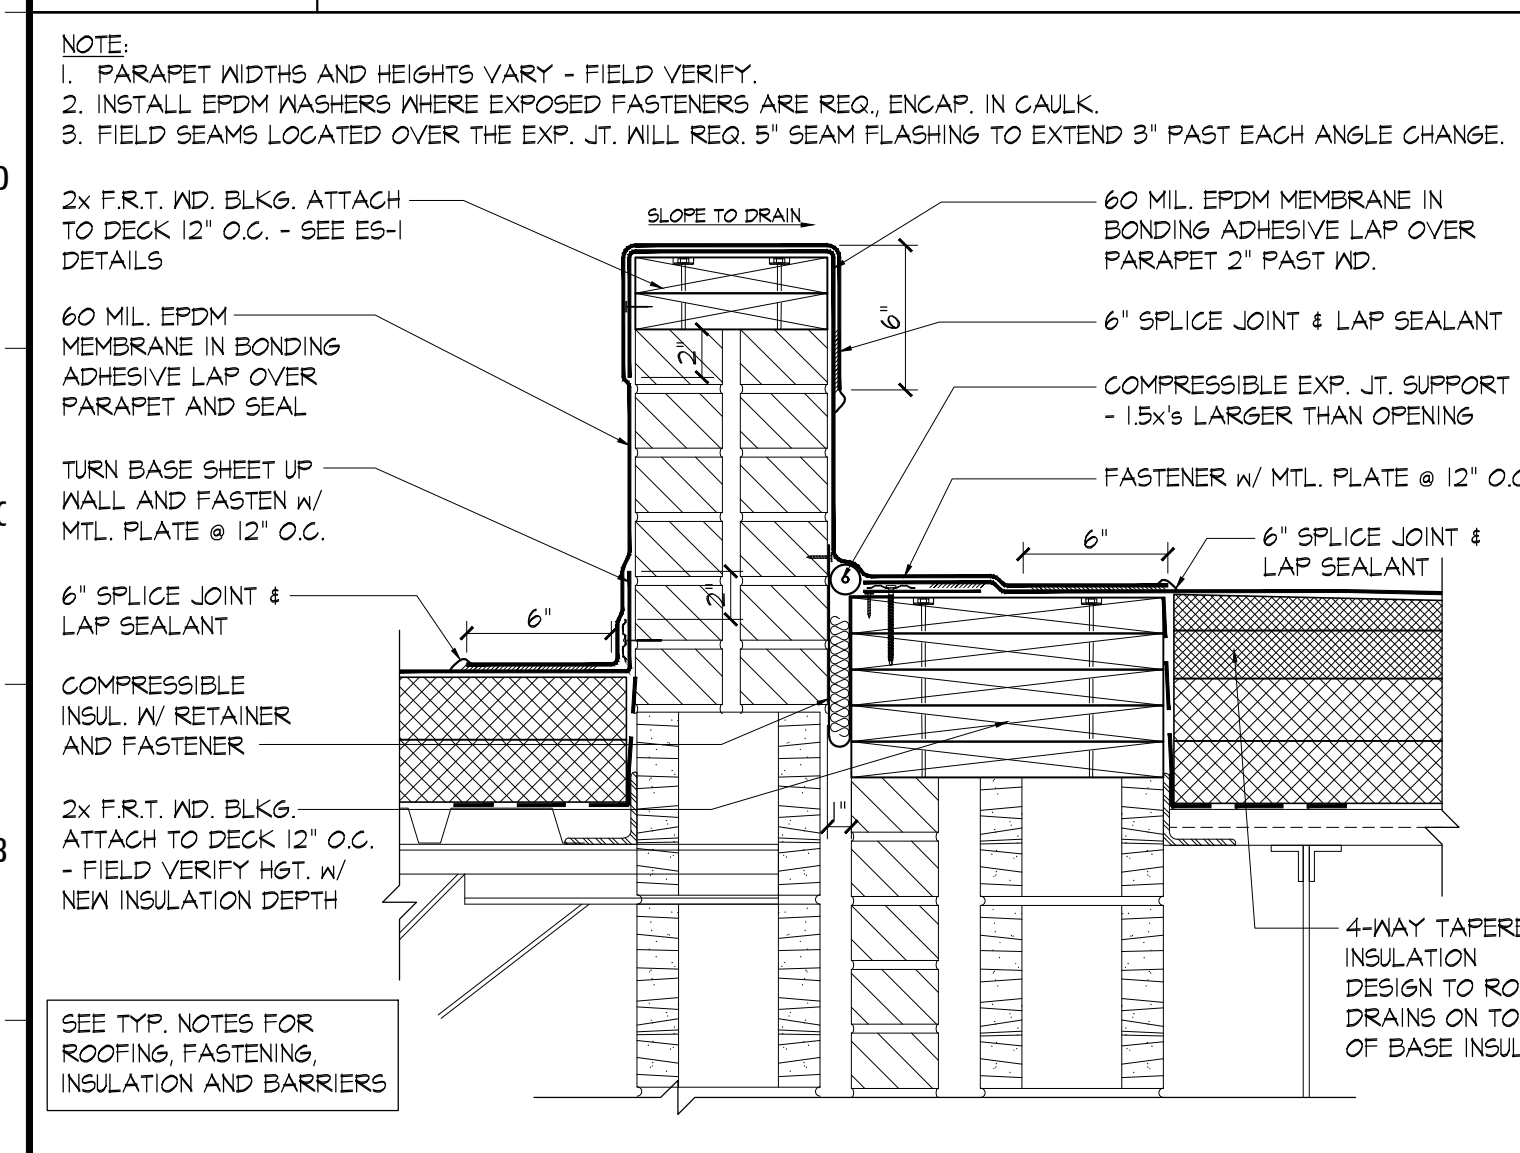 NOTE:
1. PARAPET WIDTHS AND HEIGHTS VARY - FIELD VERIFY.
2. INSTALL EPDM WASHERS WHERE EXPOSED FASTENERS ARE REQ., ENCAP. IN CAULK.
3. FIELD SEAMS LOCATED OVER THE EXP. JT. WILL REQ. 5" SEAM FLASHING TO EXTEND 3" PAST EACH ANGLE CHANGE.
2x F.R.T. WD. BLKG. ATTACH
TO DECK 12" O.C. - SEE ES-1
DETAILS
60 MIL. EPDM
MEMBRANE IN BONDING
ADHESIVE LAP OVER
PARAPET AND SEAL
TURN BASE SHEET UP
WALL AND FASTEN w/
MTL. PLATE @ 12" O.C.
6" SPLICE JOINT &
LAP SEALANT
COMPRESSIBLE
INSUL. W/ RETAINER
AND FASTENER
2x F.R.T. WD. BLKG.
ATTACH TO DECK 12" O.C.
- FIELD VERIFY HGT. w/
NEW INSULATION DEPTH
SEE TYP. NOTES FOR
ROOFING, FASTENING,
INSULATION AND BARRIERS
SLOPE TO DRAIN
6"
2"
2"
6"
6"
1"
60 MIL. EPDM MEMBRANE IN
BONDING ADHESIVE LAP OVER
PARAPET 2" PAST WD.
6" SPLICE JOINT & LAP SEALANT
COMPRESSIBLE EXP. JT. SUPPORT
- 1.5x's LARGER THAN OPENING
FASTENER w/ MTL. PLATE @ 12" O.C
6" SPLICE JOINT &
LAP SEALANT
4-WAY TAPERE
INSULATION
DESIGN TO RO
DRAINS ON TO
OF BASE INSUL
B